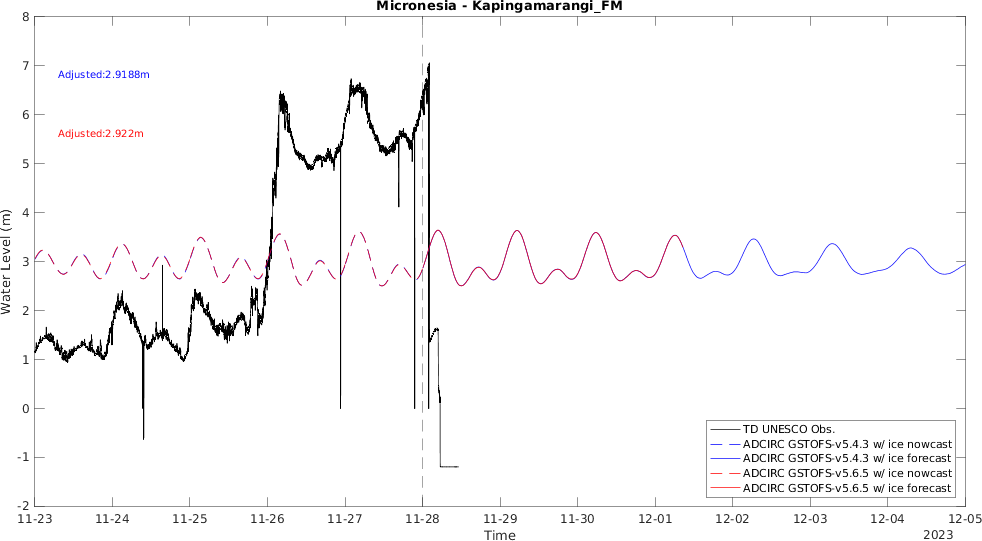 Micronesia - Kapingamarangi_FM
8
7
6
5
4
3
2
1
0
-1
-2
Water Level (m)
Adjusted:2.9188m
Adjusted:2.922m
TD UNESCO Obs.
ADCIRC GSTOFS-v5.4.3 w/ ice nowcast
ADCIRC GSTOFS-v5.4.3 w/ ice forecast
ADCIRC GSTOFS-v5.6.5 w/ ice nowcast
ADCIRC GSTOFS-v5.6.5 w/ ice forecast
11-23 11-24 11-25 11-26 11-27 11-28 11-29 11-30 12-01 12-02 12-03 12-04 12-05
Time
2023